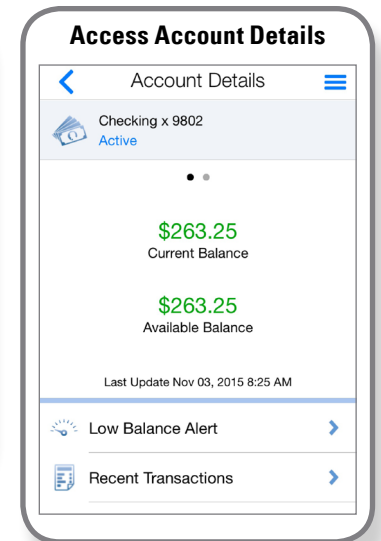 Access Account Details
Account Details
Checking x 9802
Active
$263.25
Current Balance
$263.25
Available Balance
Last Update Nov 03, 2015 8:25 AM
Low Balance Alert
Recent Transactions